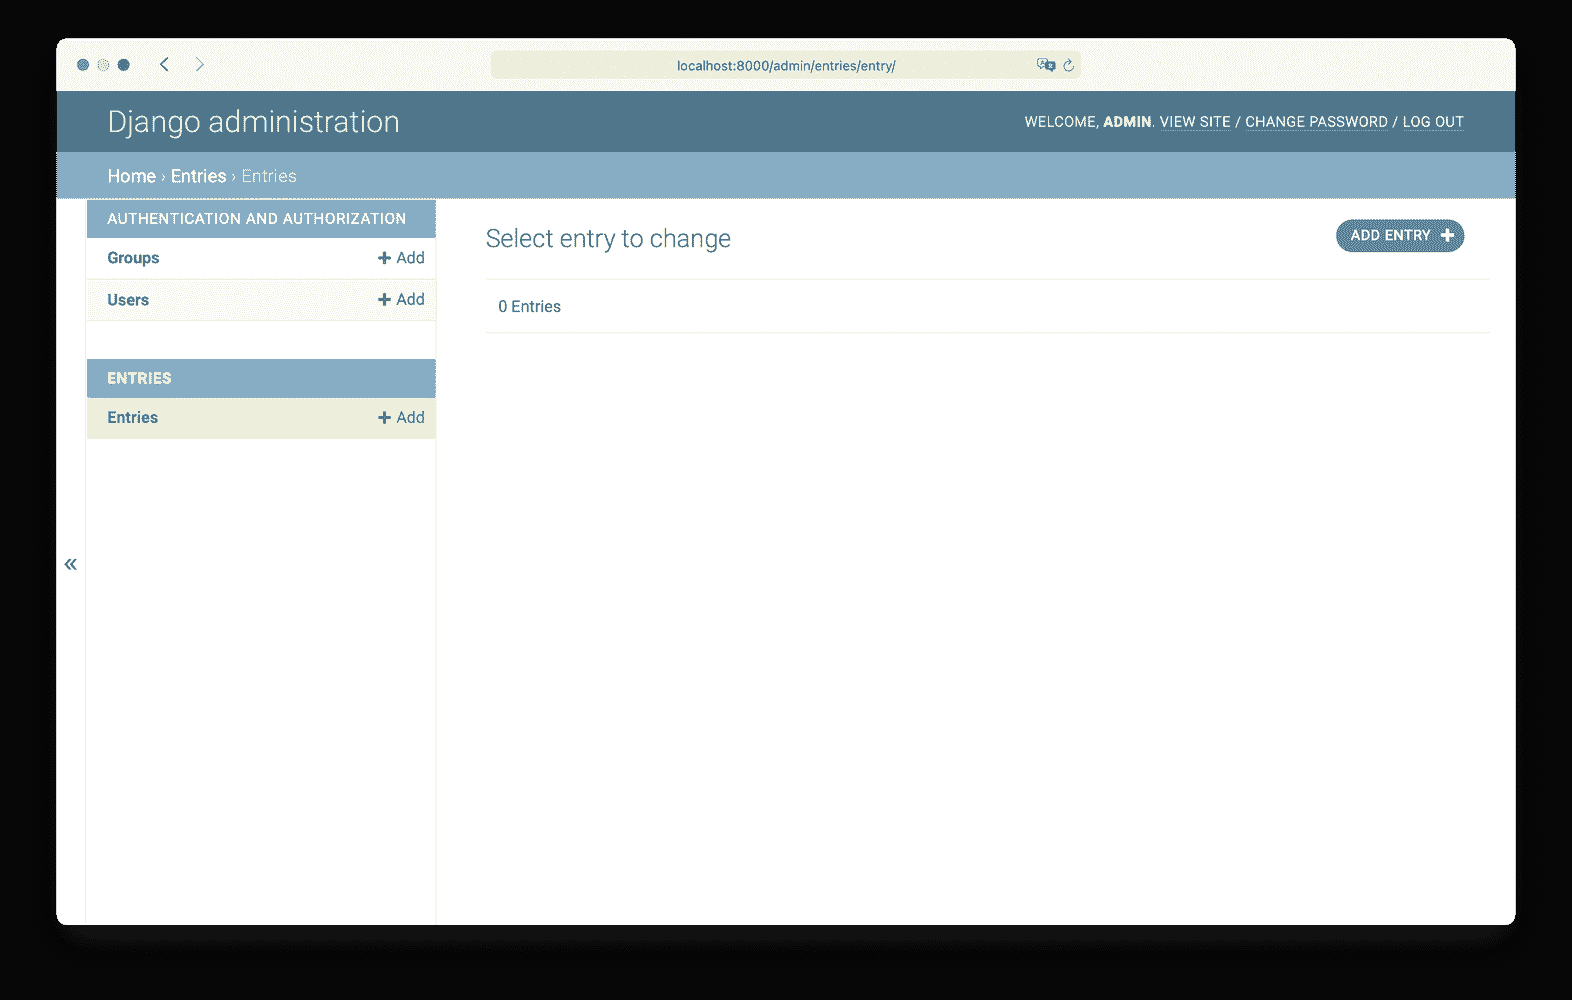 localhost:8000/admin/entries/entry/
Django administration
WELCOME, ADMIN. VIEW SITE / CHANGE PASSWORD / LOG OUT
Home › Entries › Entries
AUTHENTICATION AND AUTHORIZATION
Groups + Add
Users + Add
ENTRIES
Entries + Add
«
Select entry to change
ADD ENTRY +
0 Entries